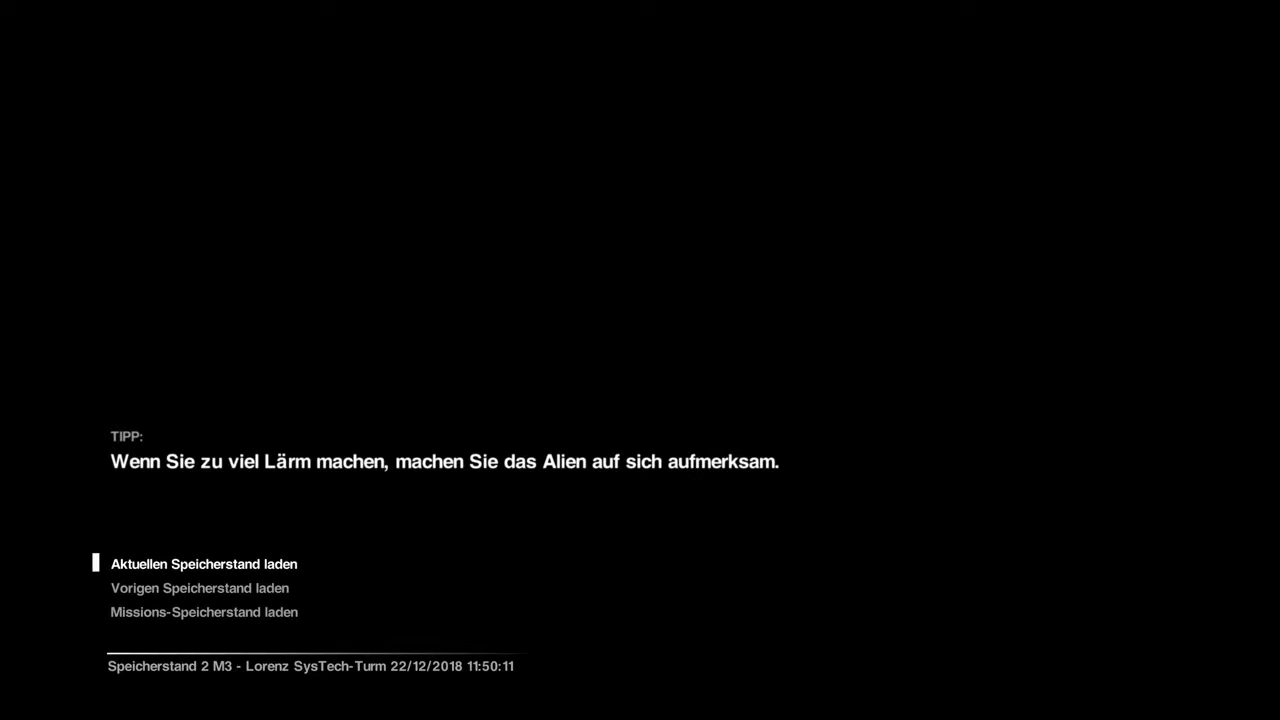 TIPP:
Wenn Sie zu viel Lärm machen, machen Sie das Alien auf sich aufmerksam.
Aktuellen Speicherstand laden
Vorigen Speicherstand laden
Missions-Speicherstand laden
Speicherstand 2 M3 - Lorenz SysTech-Turm 22/12/2018 11:50:11